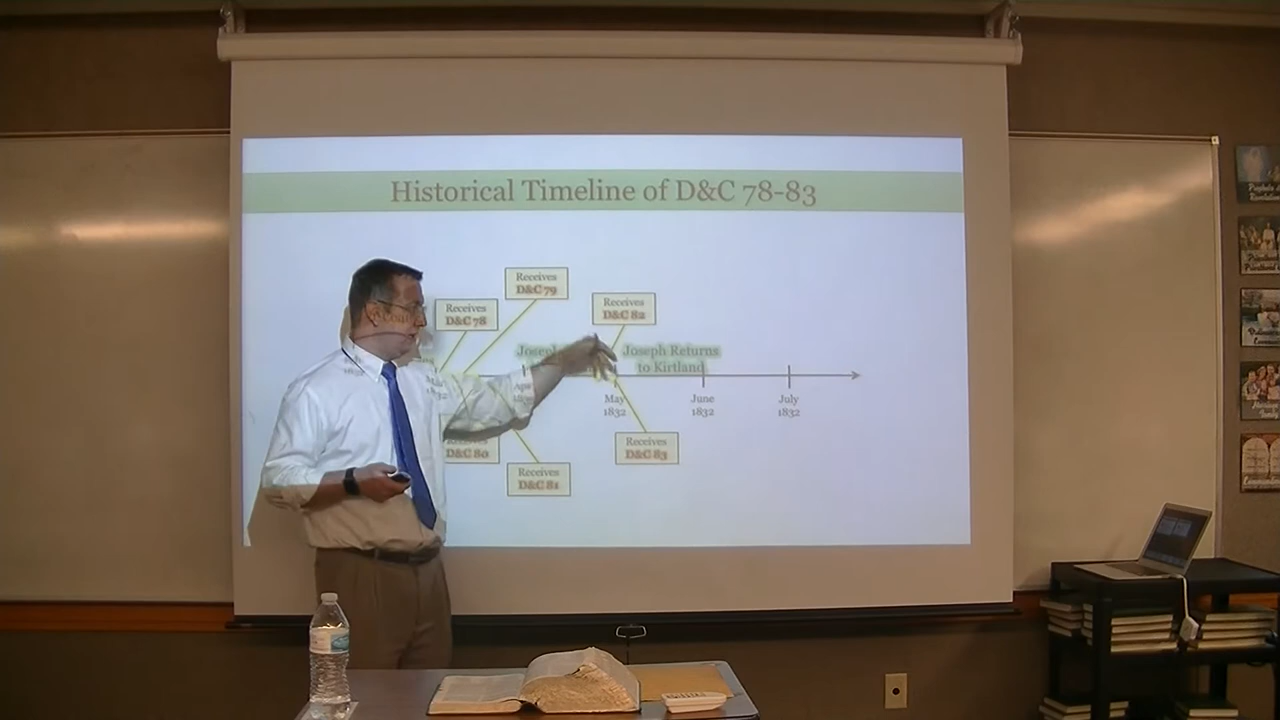 Historical Timeline of D&C 78-83
Receives
D&C 79
Receives
D&C 78
Receives
D&C 82
Joseph Returns
to Kirtland
May
1832
June
1832
July
1832
D&C 80
Receives
D&C 81
Receives
D&C 83